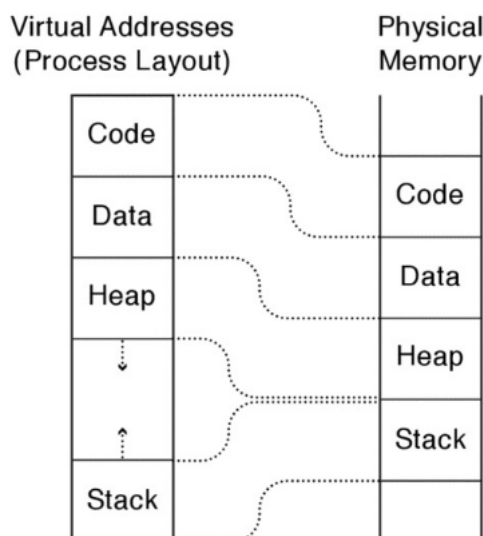 Virtual Addresses
(Process Layout)
Physical
Memory
Code
Data
Heap
Stack
Code
Data
Heap
Stack